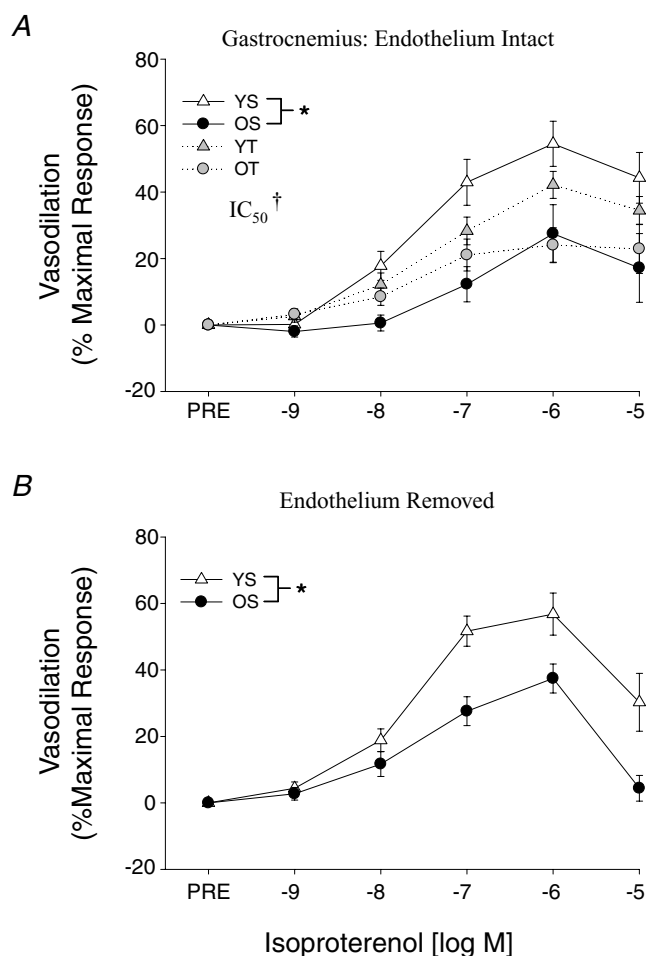 A
Gastrocnemius: Endothelium Intact
80
60
40
20
0
-20
Vasodilation
(% Maximal Response)
YS
OS
*
YT
OT
IC50 †
PRE -9 -8 -7 -6 -5
B
Endothelium Removed
80
60
40
20
0
-20
Vasodilation
(%Maximal Response)
YS
OS
*
PRE -9 -8 -7 -6 -5
Isoproterenol [log M]